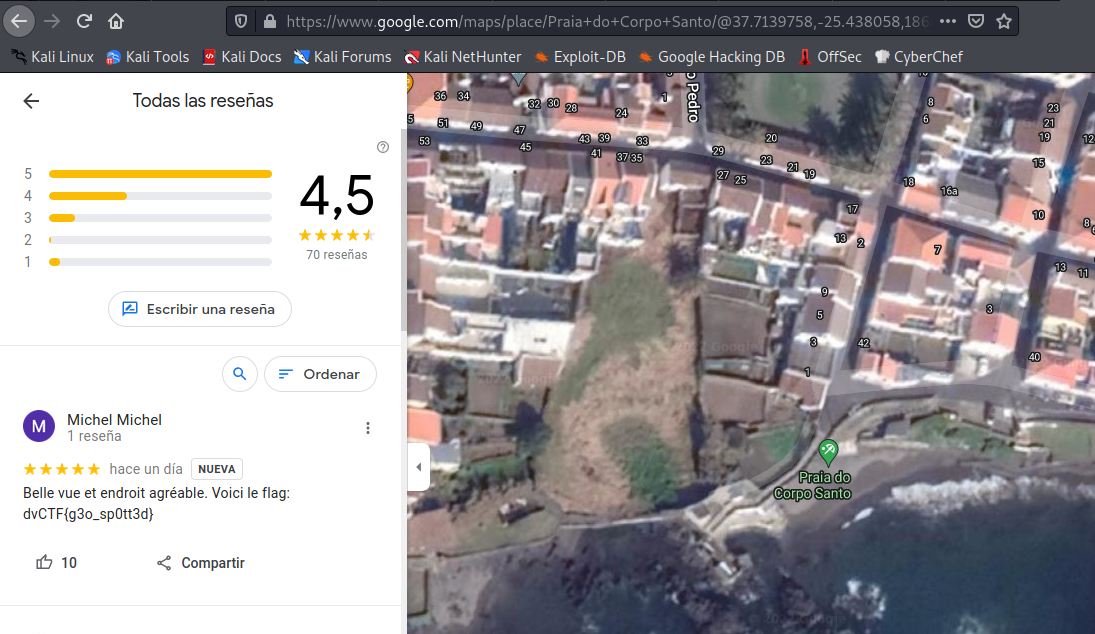 https://www.google.com/maps/place/Praia+do+Corpo+Santo/@37.7139758,-25.438058,186
Kali Linux
Kali Tools
Kali Docs
Kali Forums
Kali NetHunter
Exploit-DB
Google Hacking DB
OffSec
CyberChef
Todas las reseñas
5
4
3
2
1
4,5
70 reseñas
Escribir una reseña
Ordenar
M
Michel Michel
1 reseña
hace un día NUEVA
Belle vue et endroit agréable. Voici le flag:
dvCTF{g3o_sp0tt3d}
10
Compartir
o Pedro
36 34
32 30 28 24 1
51 49 47
53 45 43 39 33
41 37 35
29 20
23 21 19
27 25
18 16a
17
13 2
8
6
23
21
19
12
15
10
8
7
13 11
9
5
3
3
42
40
1
Praia do
Corpo Santo